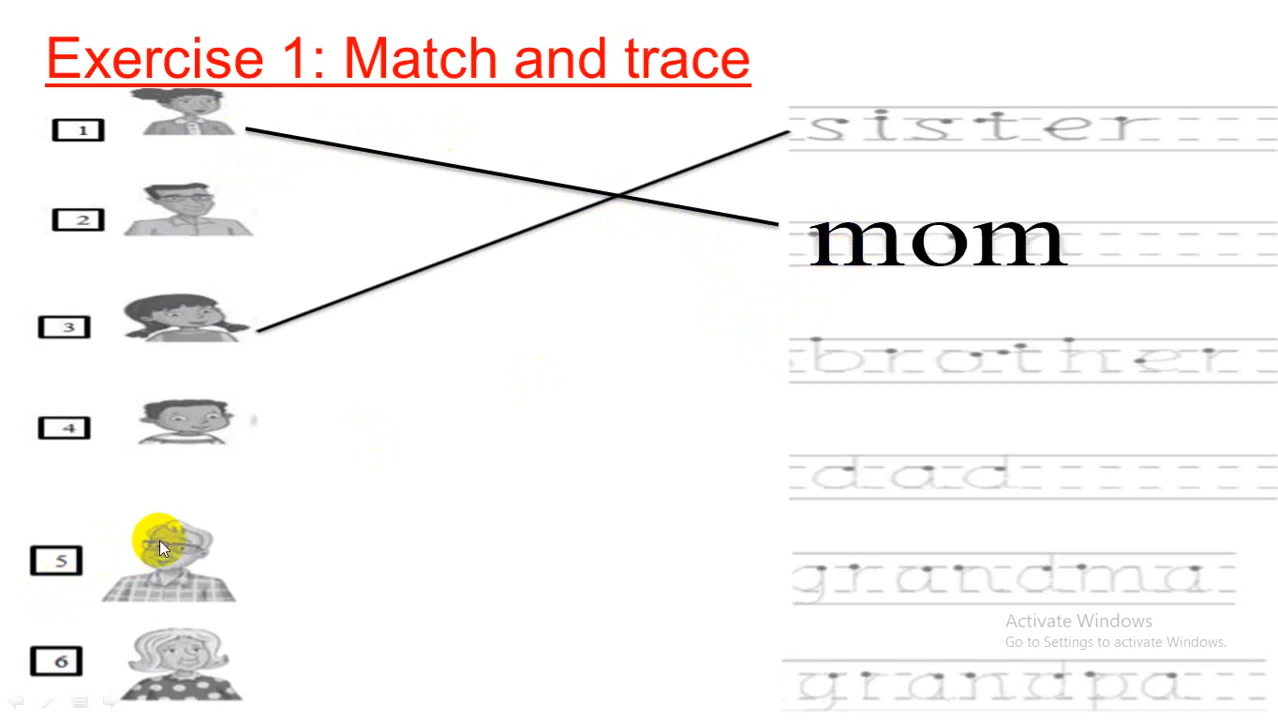 Exercise 1: Match and trace
1
sister
2
mom
3
brother
4
dad
5
grandma
Activate Windows
Go to Settings to activate Windows.
6
grandpa